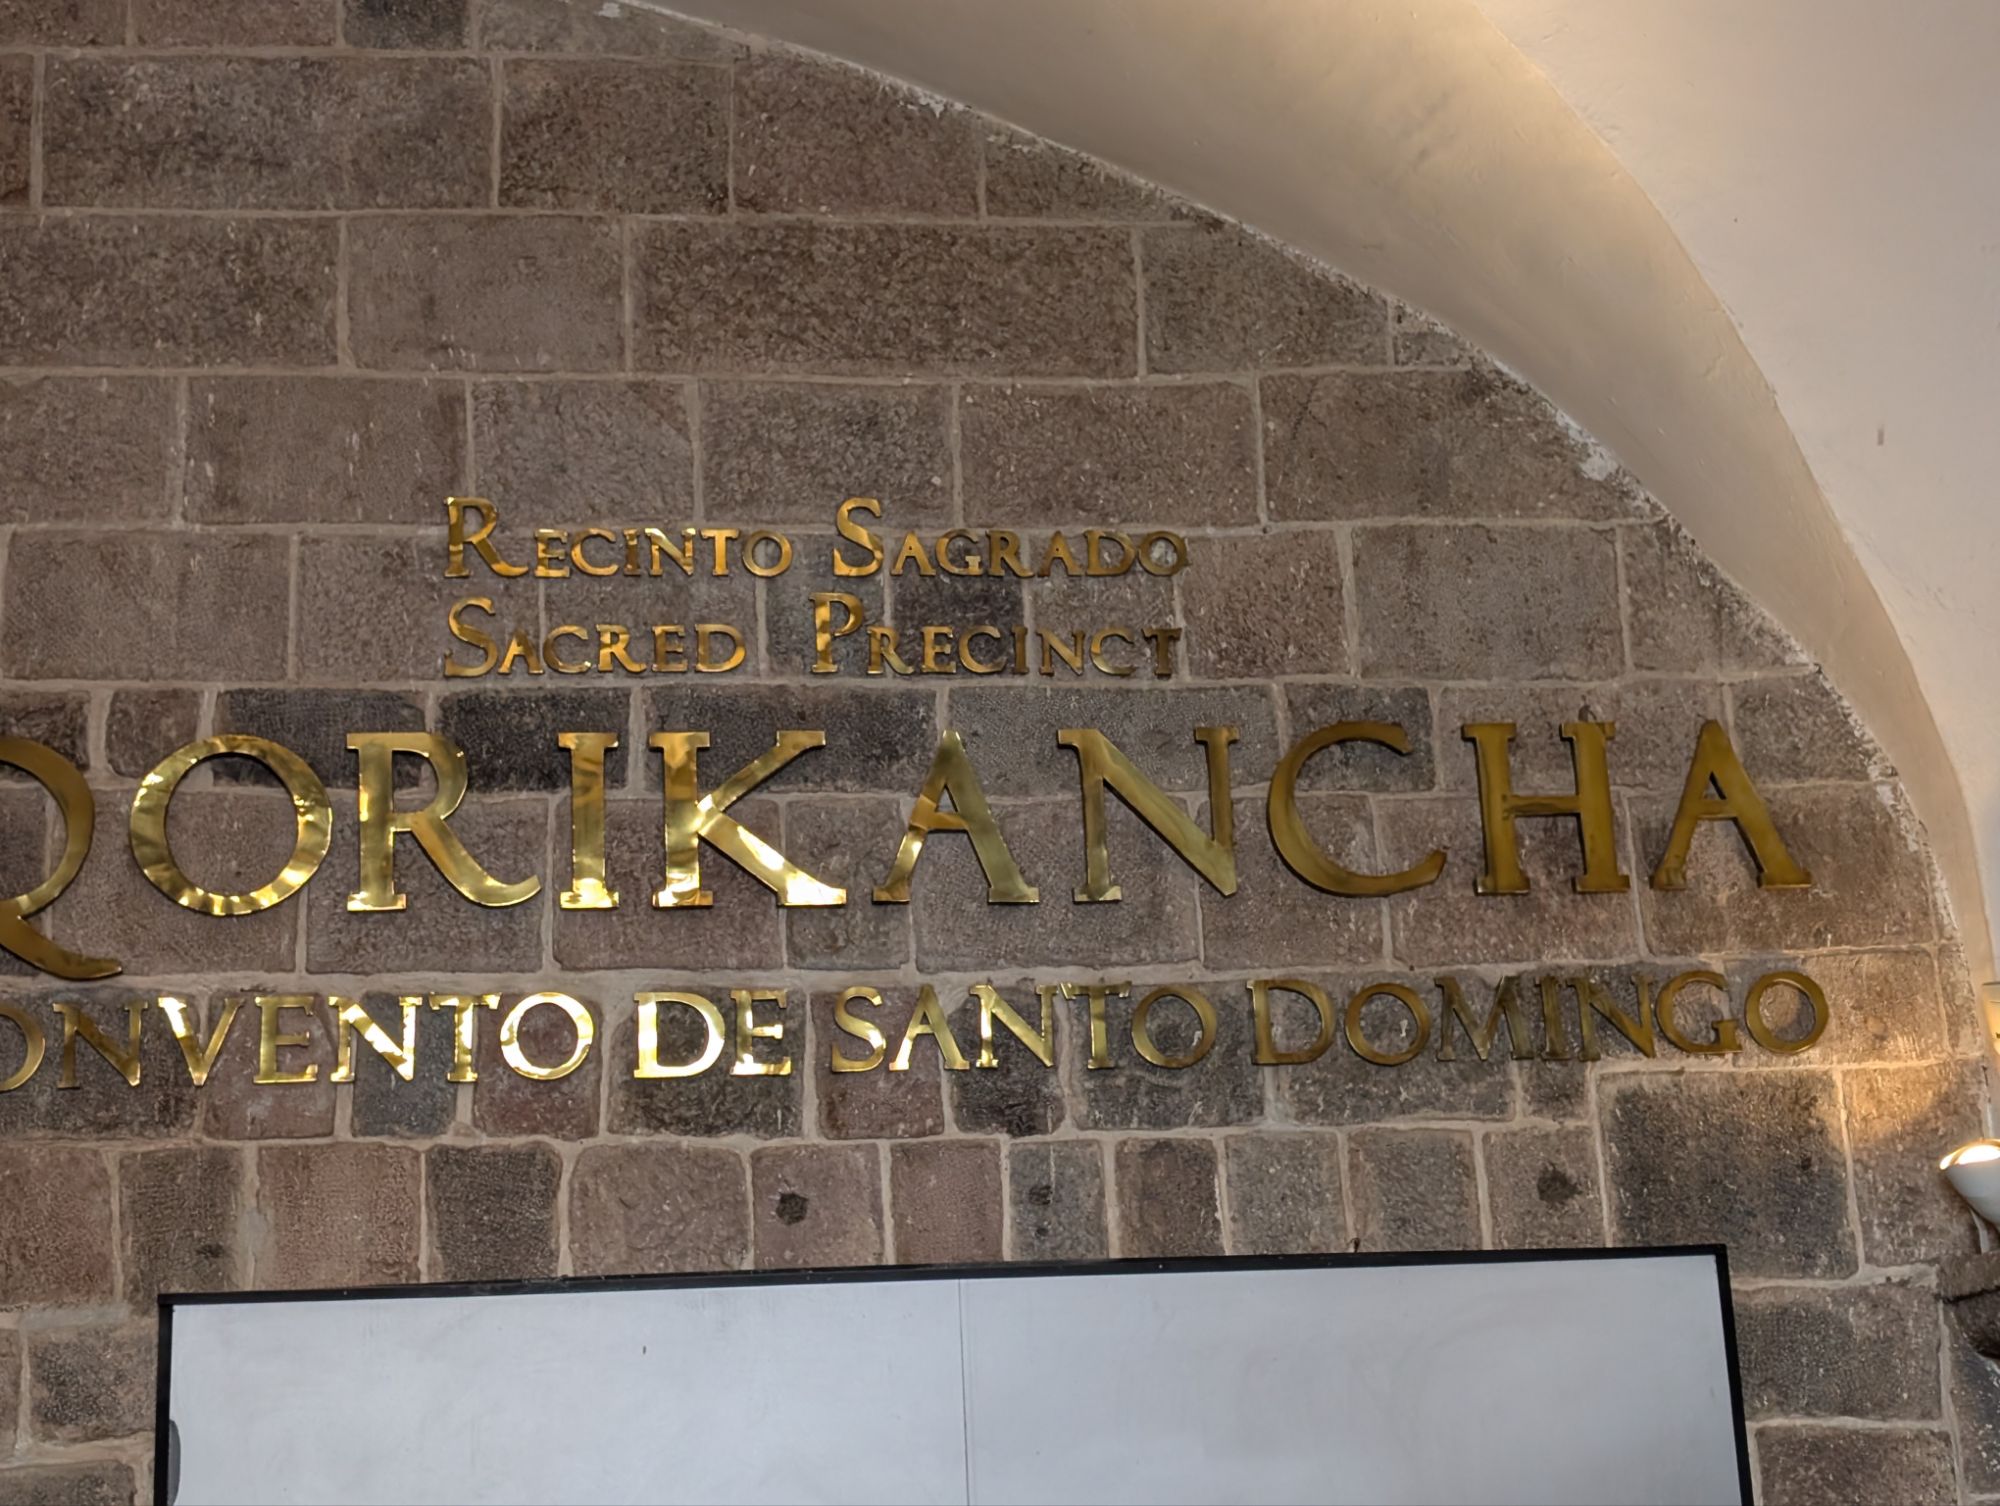 Recinto Sagrado
Sacred Precinct
QORIKANCHA
ONVENTO DE SANTO DOMINGO